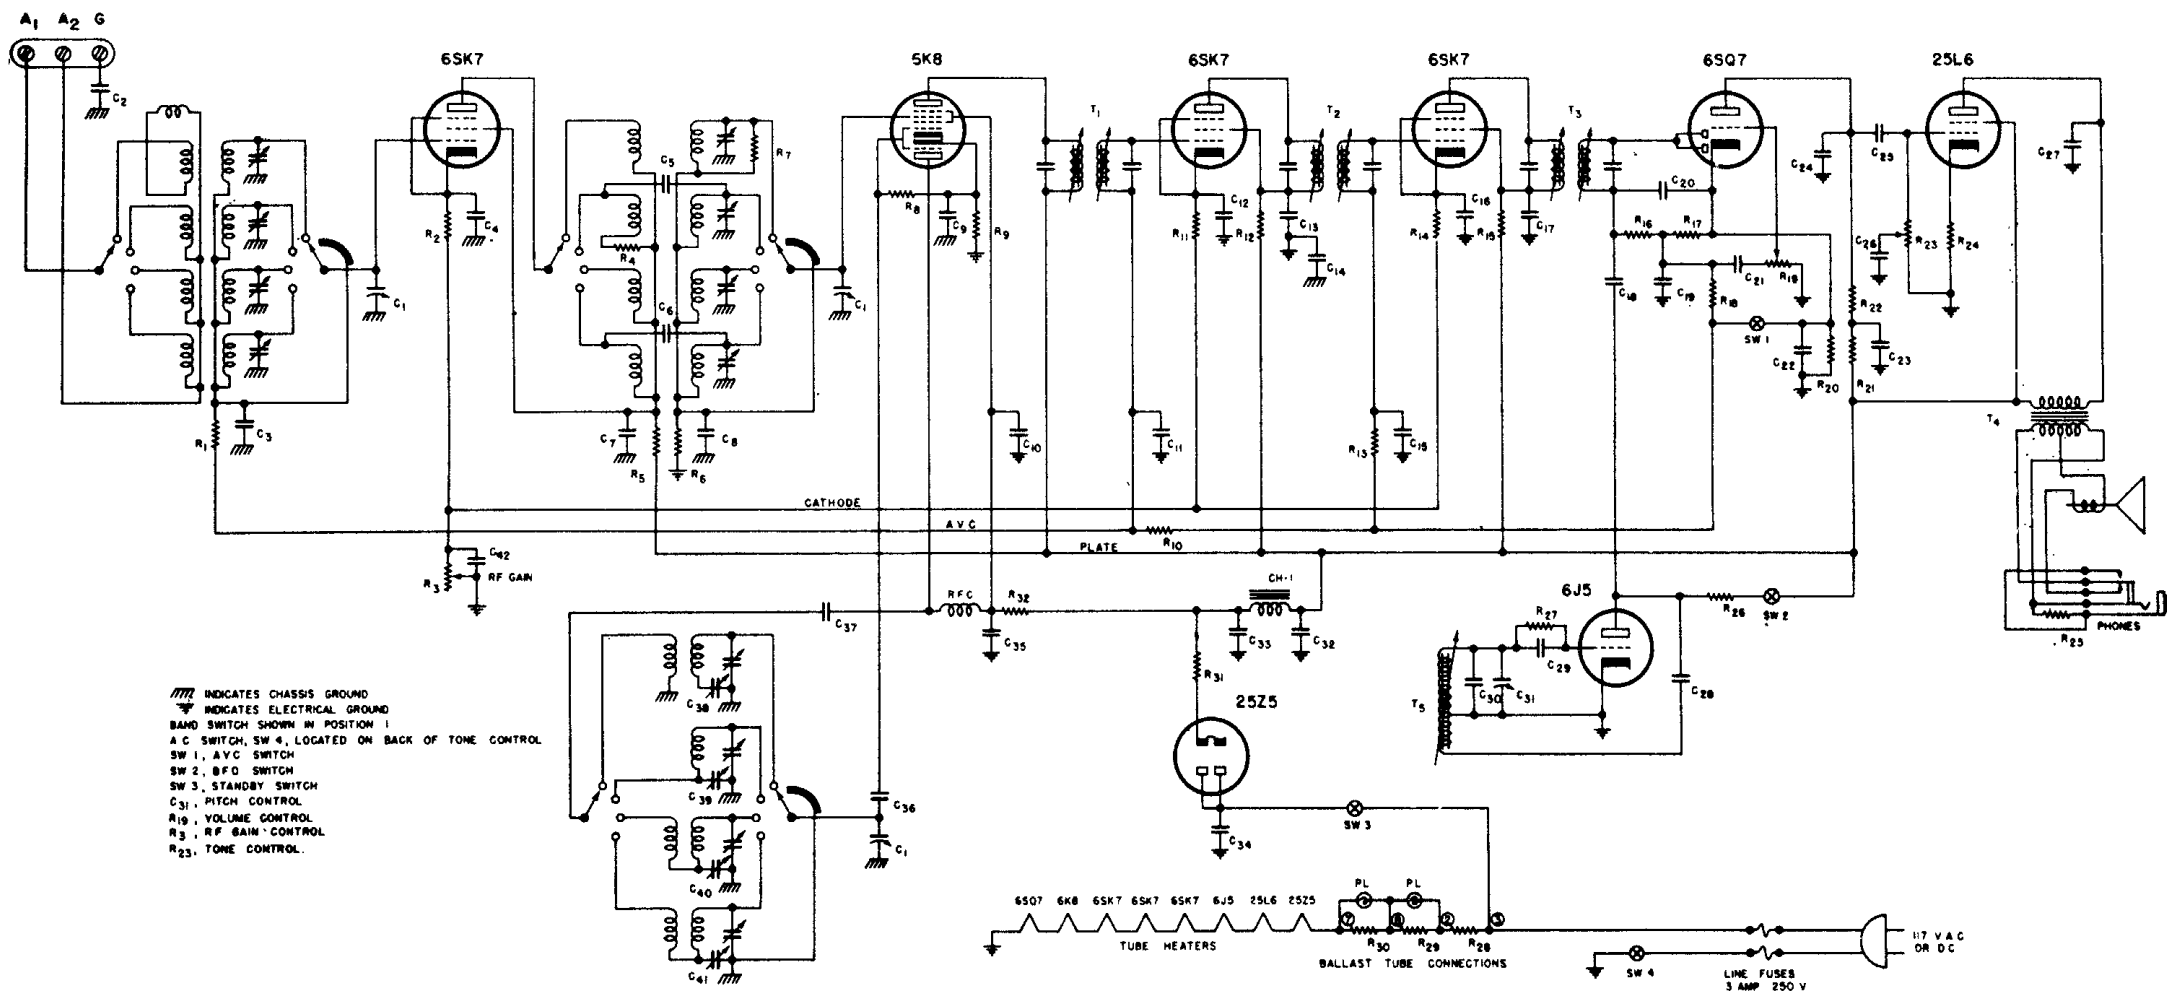 A1 A2 G
6SK7
5K8
6SK7
6SK7
6SQ7
25L6
C2
T1
T2
T3
C5
R7
C24
C25
C27
R2
C4
R4
R8
C9
R9
C12
R11
R12
C13
C14
C16
R14
R15
C17
C20
R16
R17
C26
R23
R24
C1
C6
C1
C18
C19
R18
C21
R19
SW 1
C22
R20
R22
C23
R21
R1
C3
C7
R5
R6
C8
C10
C11
R13
C15
T4
CATHODE
AVC
R10
PLATE
R3
C42
RF GAIN
C37
RFC
R32
C35
CH-1
C33
C32
R31
25Z5
6J5
R27
C29
C30
C31
T5
R26
SW 2
C28
R25
PHONES
C38
C39
C40
C41
C36
C1
C34
SW 3
INDICATES CHASSIS GROUND
INDICATES ELECTRICAL GROUND
BAND SWITCH SHOWN IN POSITION 1
A C SWITCH, SW 4, LOCATED ON BACK OF TONE CONTROL
SW 1, AVC SWITCH
SW 2, BFO SWITCH
SW 3, STANDBY SWITCH
C31, PITCH CONTROL
R19, VOLUME CONTROL
R3, RF GAIN CONTROL
R23, TONE CONTROL.
6SQ7 6K8 6SK7 6SK7 6SK7 6J5 25L6 25Z5
PL PL
7 8 2 3
R30 R29 R28
TUBE HEATERS
BALLAST TUBE CONNECTIONS
SW 4
LINE FUSES
3 AMP 250 V
117 V A C
OR D C